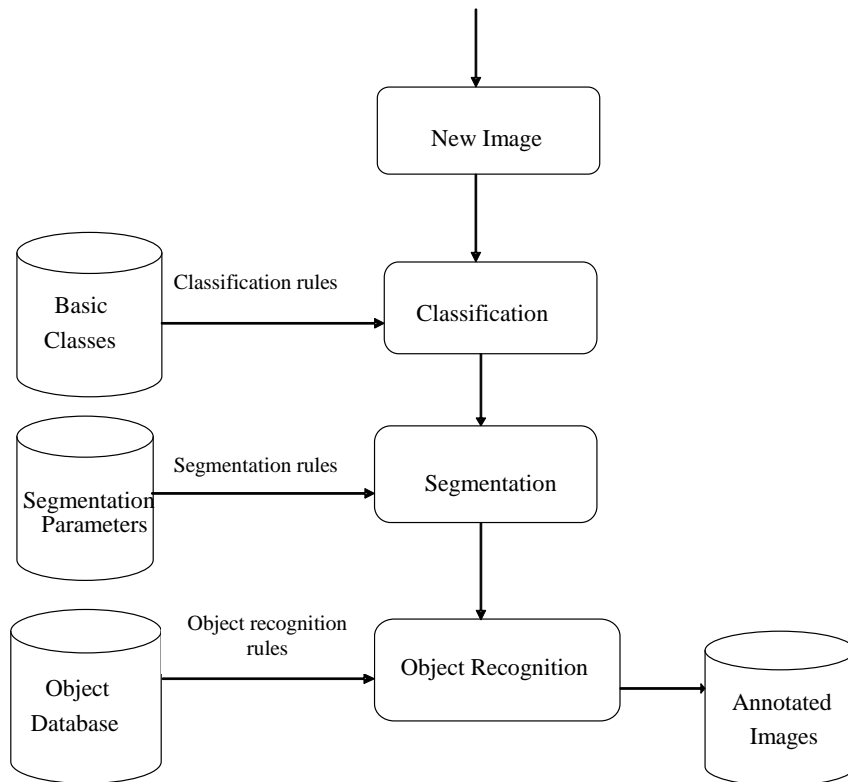 New Image
Classification rules
Basic
Classes
Classification
Segmentation rules
Segmentation
Parameters
Segmentation
Object recognition
rules
Object
Database
Object Recognition
Annotated
Images